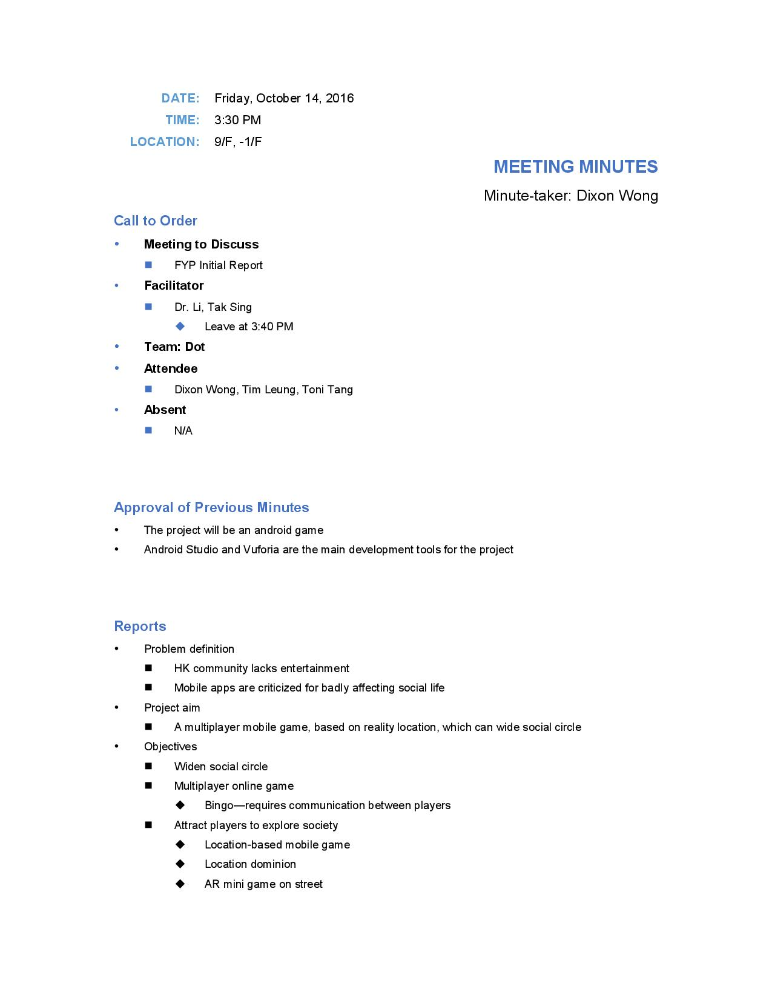 DATE: Friday, October 14, 2016
TIME: 3:30 PM
LOCATION: 9/F, -1/F
MEETING MINUTES
Minute-taker: Dixon Wong
Call to Order
• Meeting to Discuss
■ FYP Initial Report
• Facilitator
■ Dr. Li, Tak Sing
◆ Leave at 3:40 PM
• Team: Dot
• Attendee
■ Dixon Wong, Tim Leung, Toni Tang
• Absent
■ N/A
Approval of Previous Minutes
• The project will be an android game
• Android Studio and Vuforia are the main development tools for the project
Reports
• Problem definition
■ HK community lacks entertainment
■ Mobile apps are criticized for badly affecting social life
• Project aim
■ A multiplayer mobile game, based on reality location, which can wide social circle
• Objectives
■ Widen social circle
■ Multiplayer online game
◆ Bingo—requires communication between players
■ Attract players to explore society
◆ Location-based mobile game
◆ Location dominion
◆ AR mini game on street